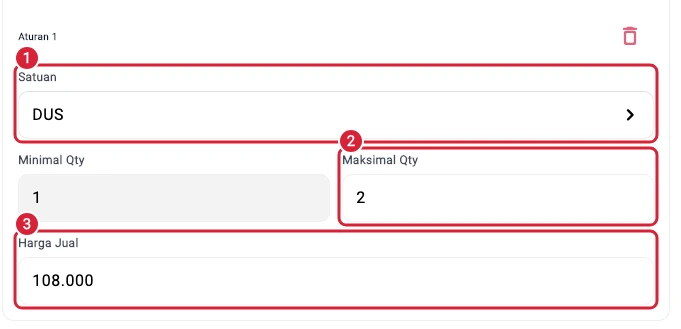 Aturan 1
1
Satuan
DUS
2
Minimal Qty Maksimal Qty
1 2
3
Harga Jual
108.000